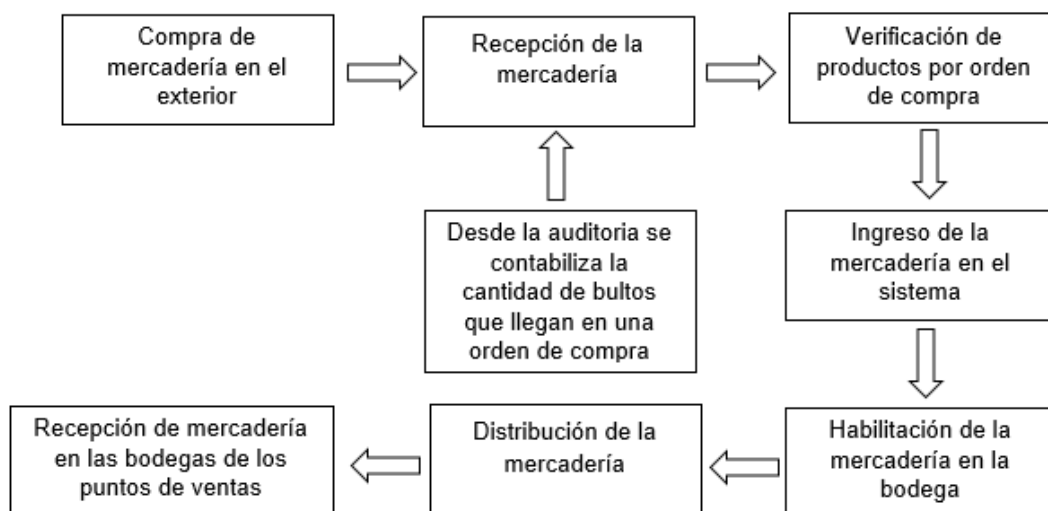 Compra de
mercadería en el
exterior
Recepción de la
mercadería
Verificación de
productos por orden
de compra
Desde la auditoria se
contabiliza la
cantidad de bultos
que llegan en una
orden de compra
Ingreso de la
mercadería en el
sistema
Habilitación de la
mercadería en la
bodega
Distribución de la
mercadería
Recepción de mercadería
en las bodegas de los
puntos de ventas